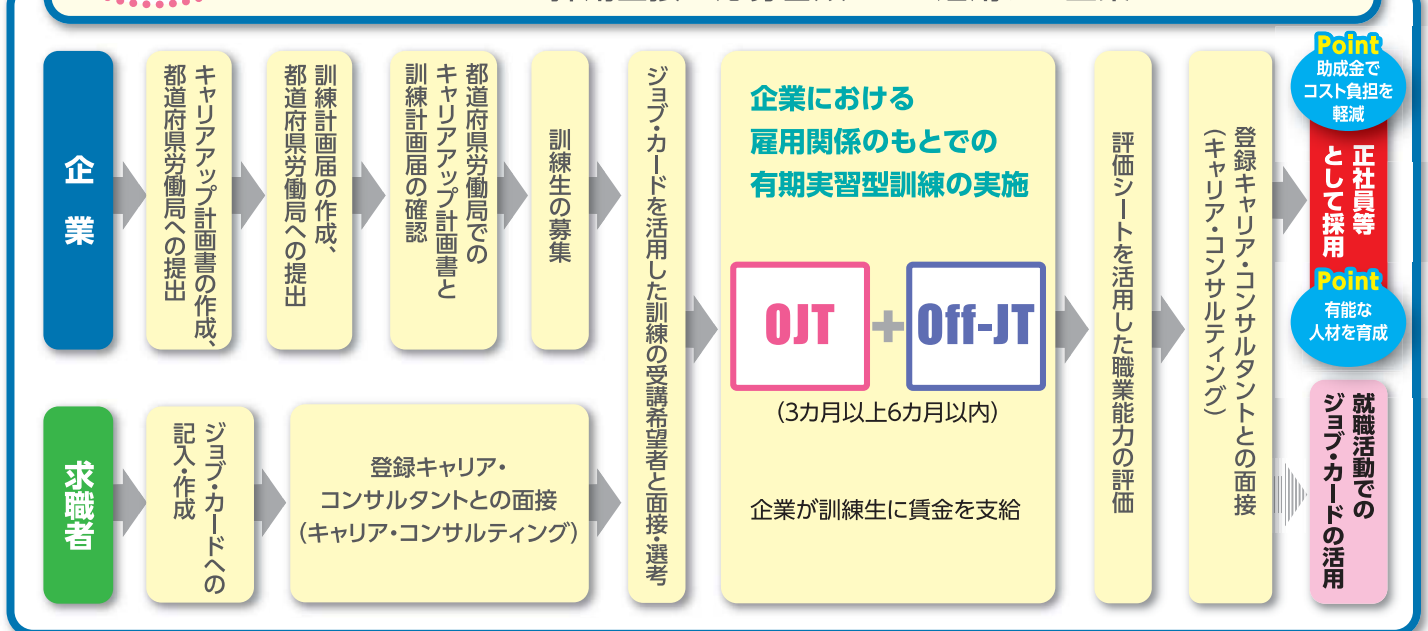 企業
キャリアアップ計画書の作成、
都道府県労働局への提出
訓練計画届の作成、
都道府県労働局への提出
都道府県労働局での
キャリアアップ計画書と
訓練計画届の確認
訓練生の募集
求職者
ジョブ・カードへの
記入・作成
登録キャリア・
コンサルタントとの面接
(キャリア・コンサルティング)
ジョブ・カードを活用した訓練の受講希望者と面接・選考
企業における
雇用関係のもとでの
有期実習型訓練の実施
OJT + Off-JT
(3カ月以上6カ月以内)
企業が訓練生に賃金を支給
評価シートを活用した職業能力の評価
登録キャリア・コンサルタントとの面接
(キャリア・コンサルティング)
Point
助成金で
コスト負担を
軽減
正社員等
として採用
Point
有能な
人材を育成
就職活動での
ジョブ・カードの活用